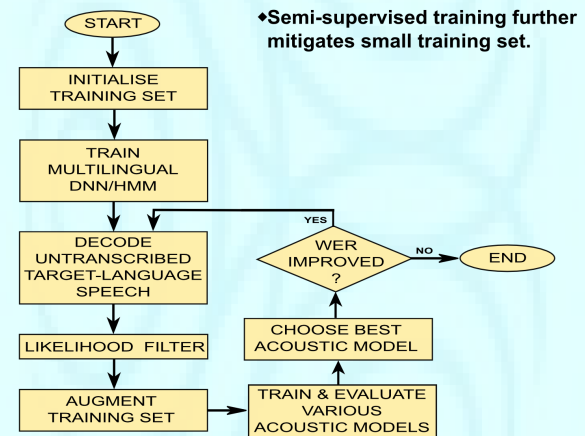 ◆Semi-supervised training further
mitigates small training set.
START
INITIALISE
TRAINING SET
TRAIN
MULTILINGUAL
DNN/HMM
DECODE
UNTRANSCRIBED
TARGET-LANGUAGE
SPEECH
LIKELIHOOD FILTER
AUGMENT
TRAINING SET
TRAIN & EVALUATE
VARIOUS
ACOUSTIC MODELS
CHOOSE BEST
ACOUSTIC MODEL
WER
IMPROVED
?
YES
NO
END